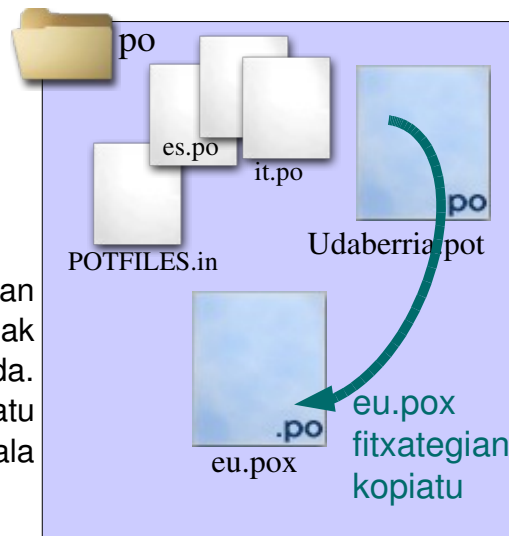 po
es.po
it.po
POTFILES.in
po
Udaberria.pot
an
ak
da.
atu
ala
.po
eu.pox
eu.pox
fitxategian
kopiatu